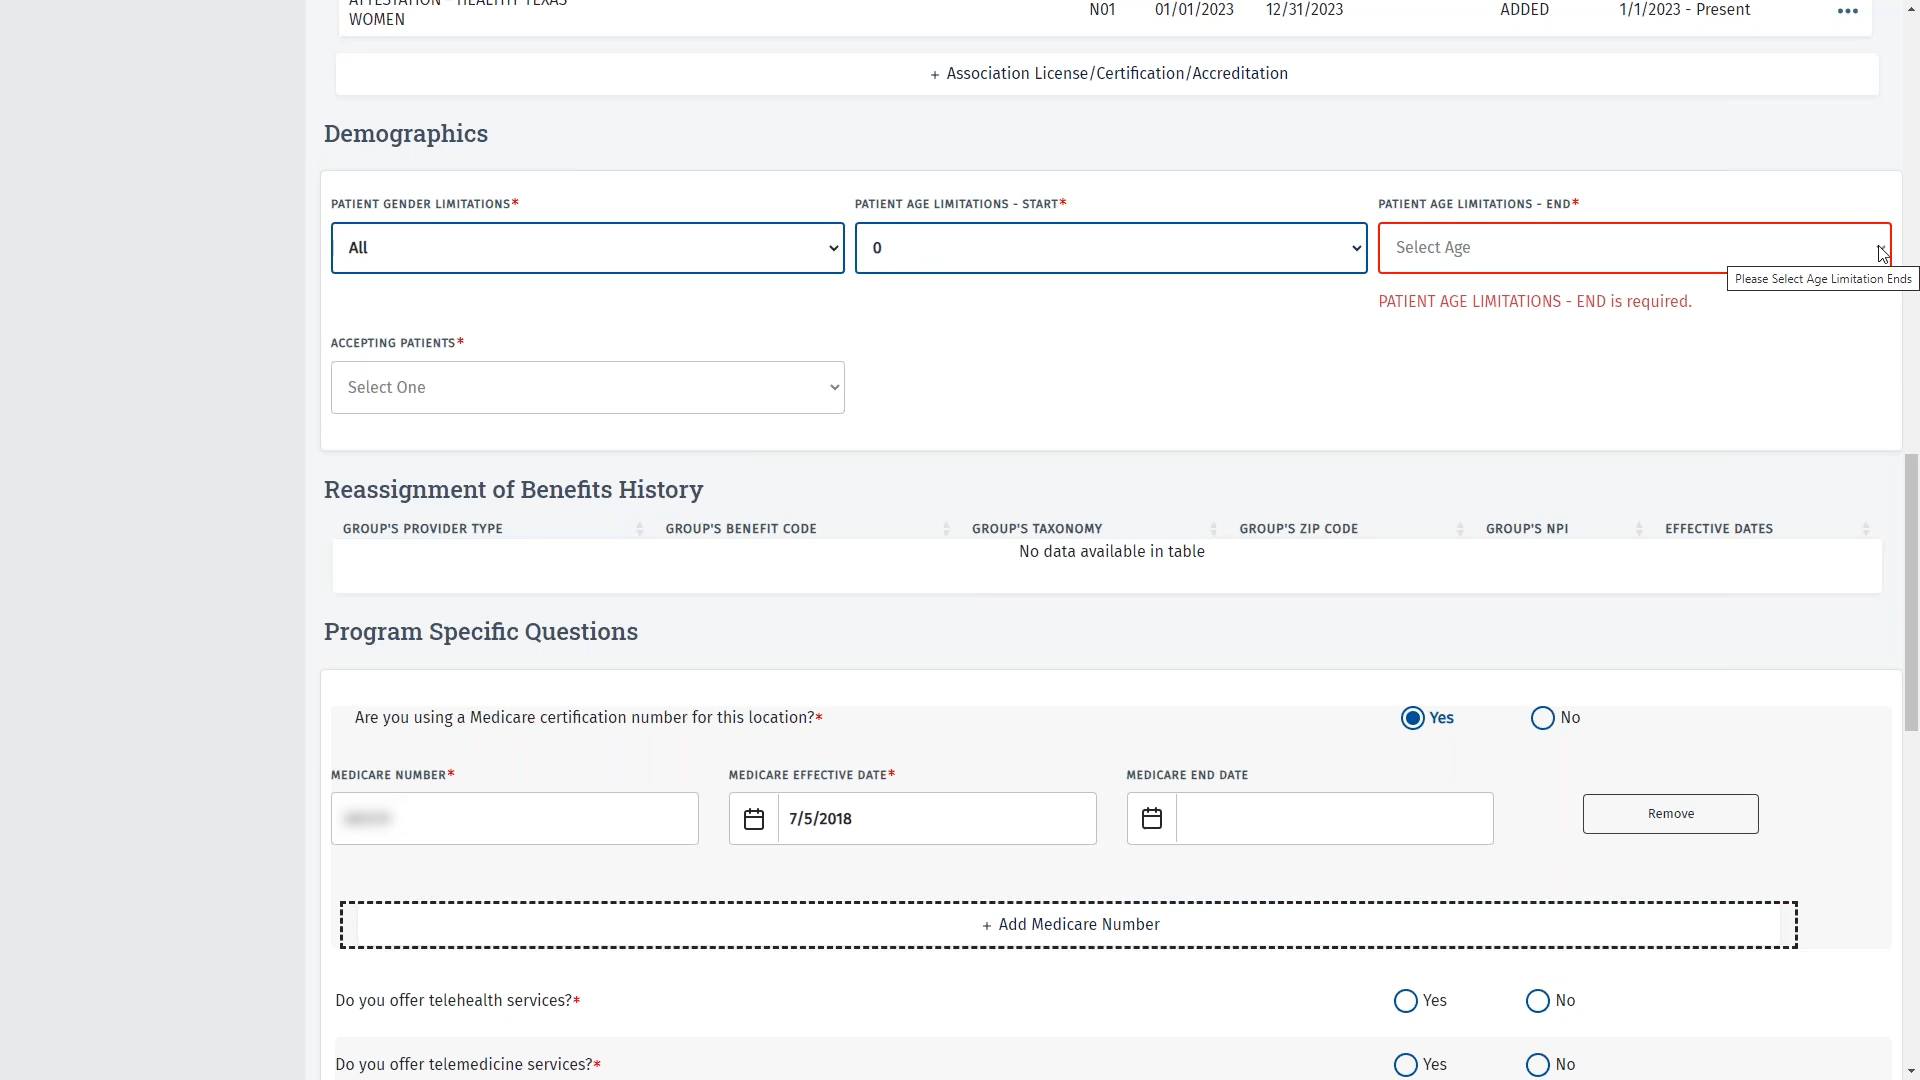 ATTESTATION - HEALTHY TEXAS
WOMEN
N01 01/01/2023 12/31/2023 ADDED 1/1/2023 - Present
+ Association License/Certification/Accreditation
Demographics
PATIENT GENDER LIMITATIONS* PATIENT AGE LIMITATIONS - START* PATIENT AGE LIMITATIONS - END*
All 0 Select Age
Please Select Age Limitation Ends
PATIENT AGE LIMITATIONS - END is required.
ACCEPTING PATIENTS*
Select One
Reassignment of Benefits History
GROUP'S PROVIDER TYPE GROUP'S BENEFIT CODE GROUP'S TAXONOMY GROUP'S ZIP CODE GROUP'S NPI EFFECTIVE DATES
No data available in table
Program Specific Questions
Are you using a Medicare certification number for this location?* Yes No
MEDICARE NUMBER* MEDICARE EFFECTIVE DATE* MEDICARE END DATE
7/5/2018 Remove
+ Add Medicare Number
Do you offer telehealth services?* Yes No
Do you offer telemedicine services?* Yes No